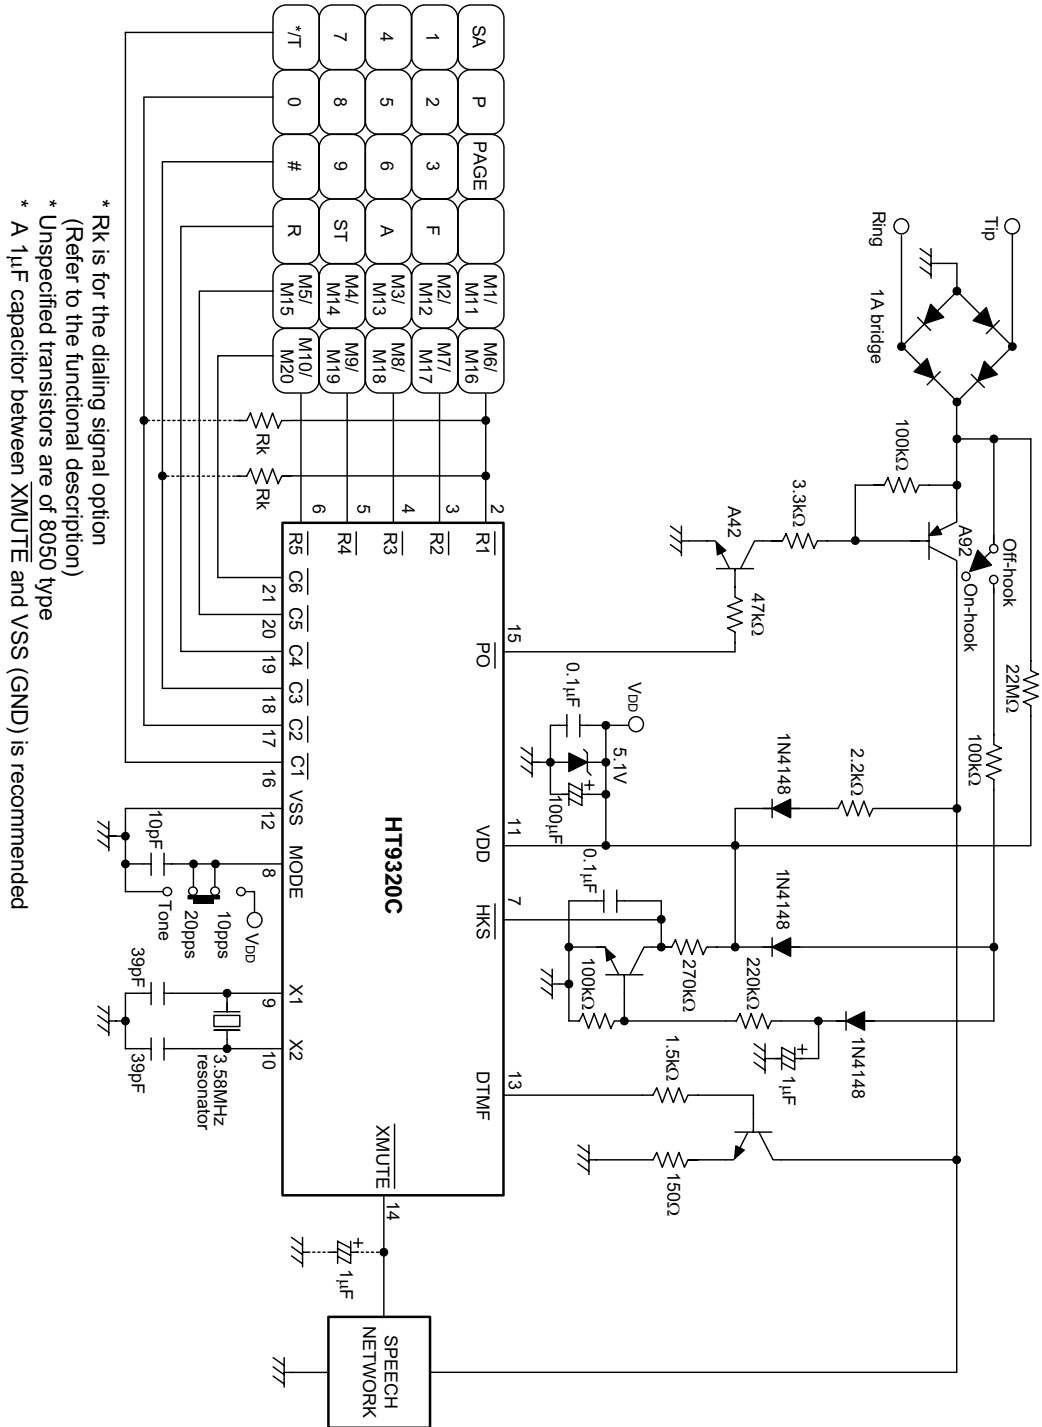 Tip
Ring
1A bridge
100kΩ
A92
Off-hook
On-hook
22MΩ
100kΩ
3.3kΩ
A42
47kΩ
2.2kΩ
1N4148
1N4148
1N4148
220kΩ
270kΩ
100kΩ
1µF
+
0.1µF
VDD
5.1V
0.1µF
100µF
+
1.5kΩ
150Ω
SA
P
PAGE
M1/
M11
M6/
M16
1
2
3
F
M2/
M12
M7/
M17
4
5
6
A
M3/
M13
M8/
M18
7
8
9
ST
M4/
M14
M9/
M19
*/T
0
#
R
M5/
M15
M10/
M20
Rk
Rk
2
3
4
5
6
R1
R2
R3
R4
R5
15
PO
11
VDD
7
HKS
13
DTMF
HT9320C
C6
C5
C4
C3
C2
C1
VSS
MODE
X1
X2
XMUTE
21
20
19
18
17
16
12
8
9
10
14
10pF
Tone
20pps
10pps
VDD
39pF
39pF
3.58MHz
resonator
+
1µF
SPEECH
NETWORK
* Rk is for the dialing signal option
(Refer to the functional description)
* Unspecified transistors are of 8050 type
* A 1µF capacitor between XMUTE and VSS (GND) is recommended